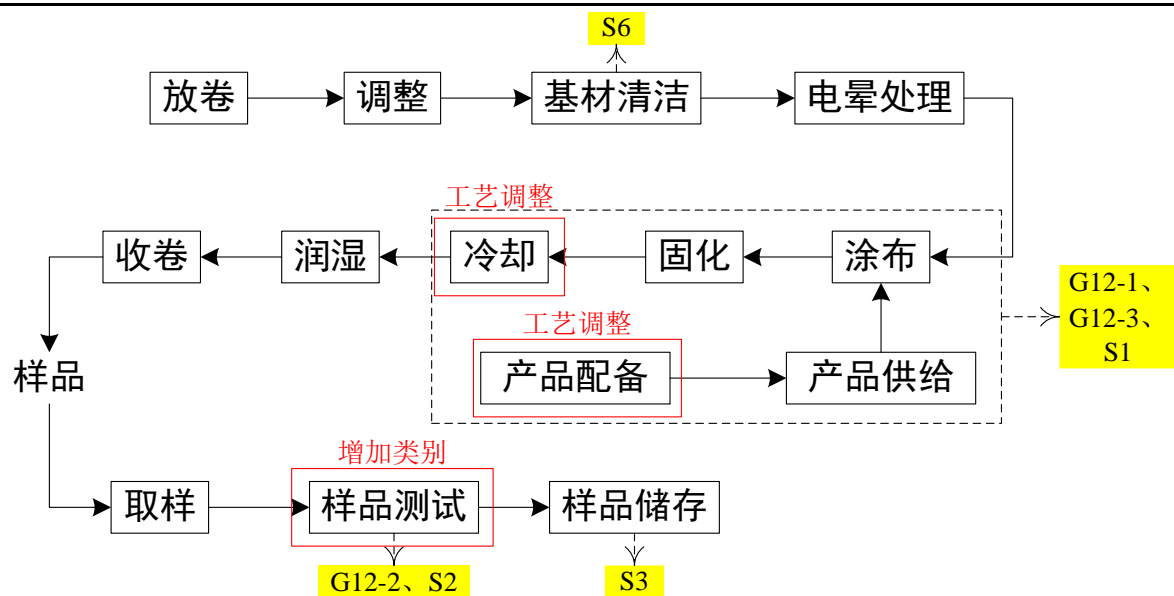 S6
放卷
调整
基材清洁
电晕处理
工艺调整
收卷
润湿
冷却
固化
涂布
G12-1、
G12-3、
S1
工艺调整
样品
产品配备
产品供给
增加类别
取样
样品测试
样品储存
G12-2、S2
S3